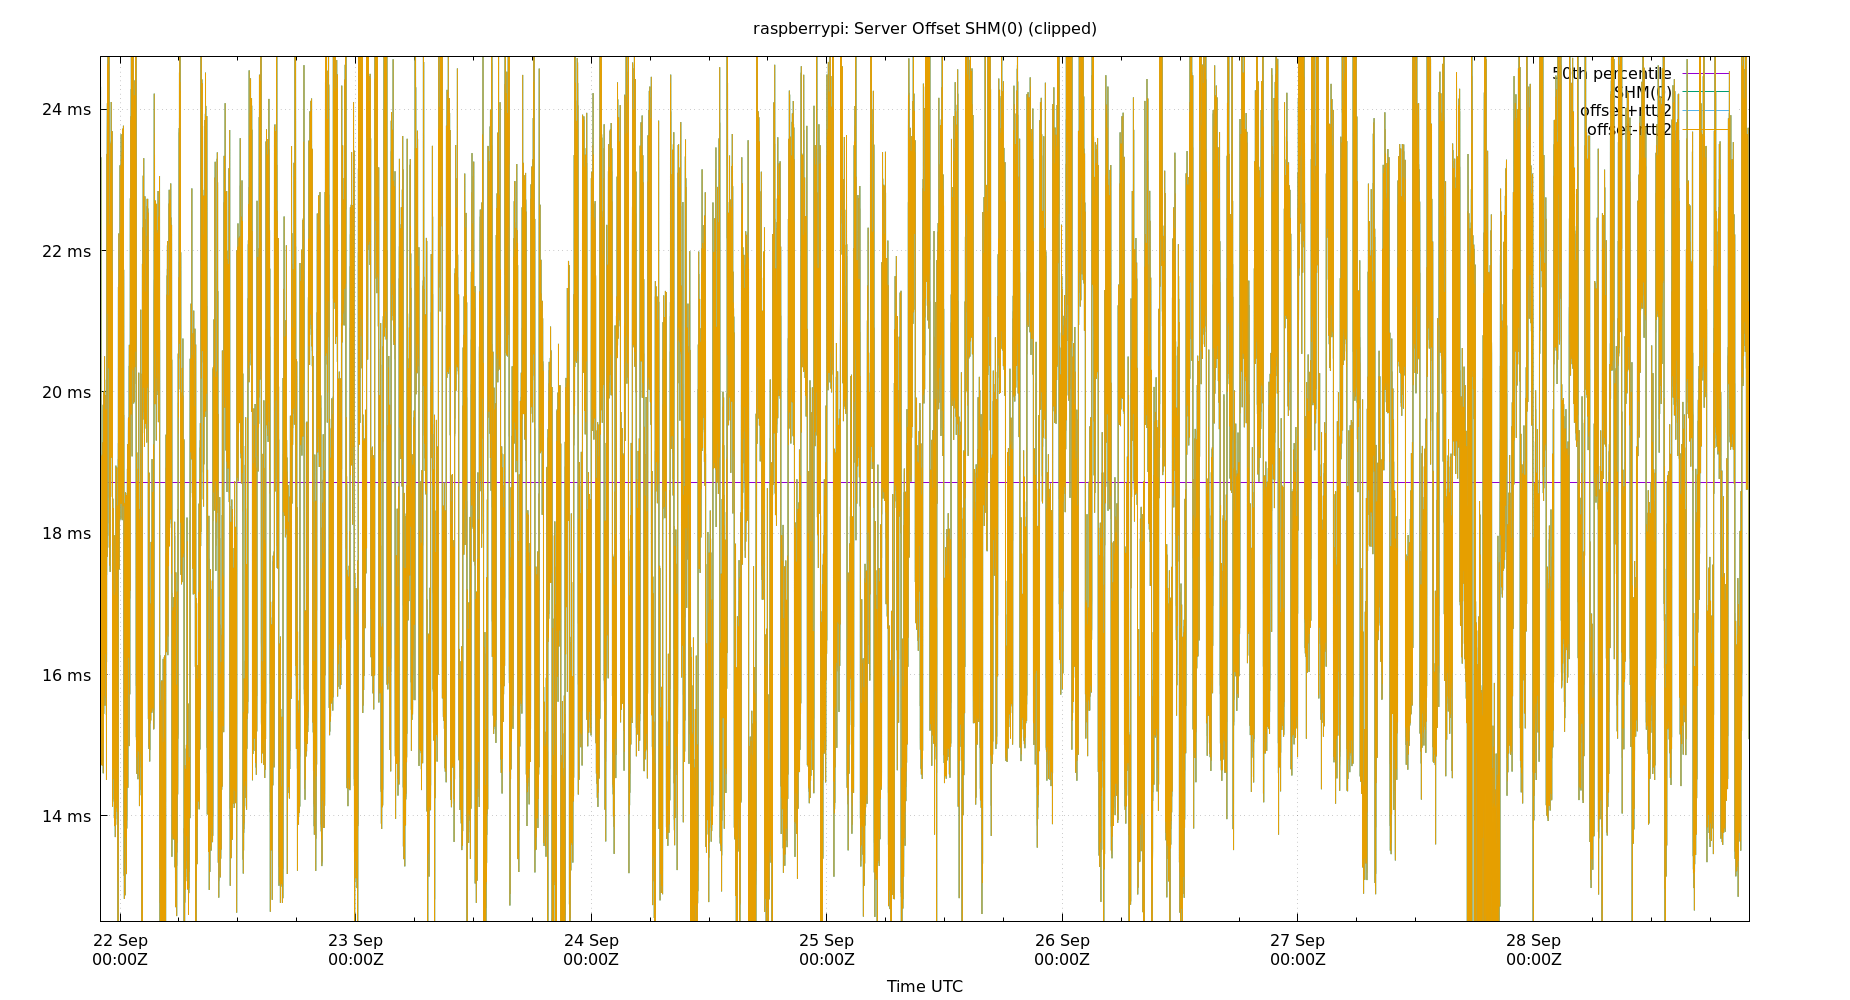 raspberrypi: Server Offset SHM(0) (clipped)
50th percentile
SHM(0)
offset+rtt/2
offset-rtt/2
24 ms
22 ms
20 ms
18 ms
16 ms
14 ms
22 Sep
00:00Z
23 Sep
00:00Z
24 Sep
00:00Z
25 Sep
00:00Z
26 Sep
00:00Z
27 Sep
00:00Z
28 Sep
00:00Z
Time UTC